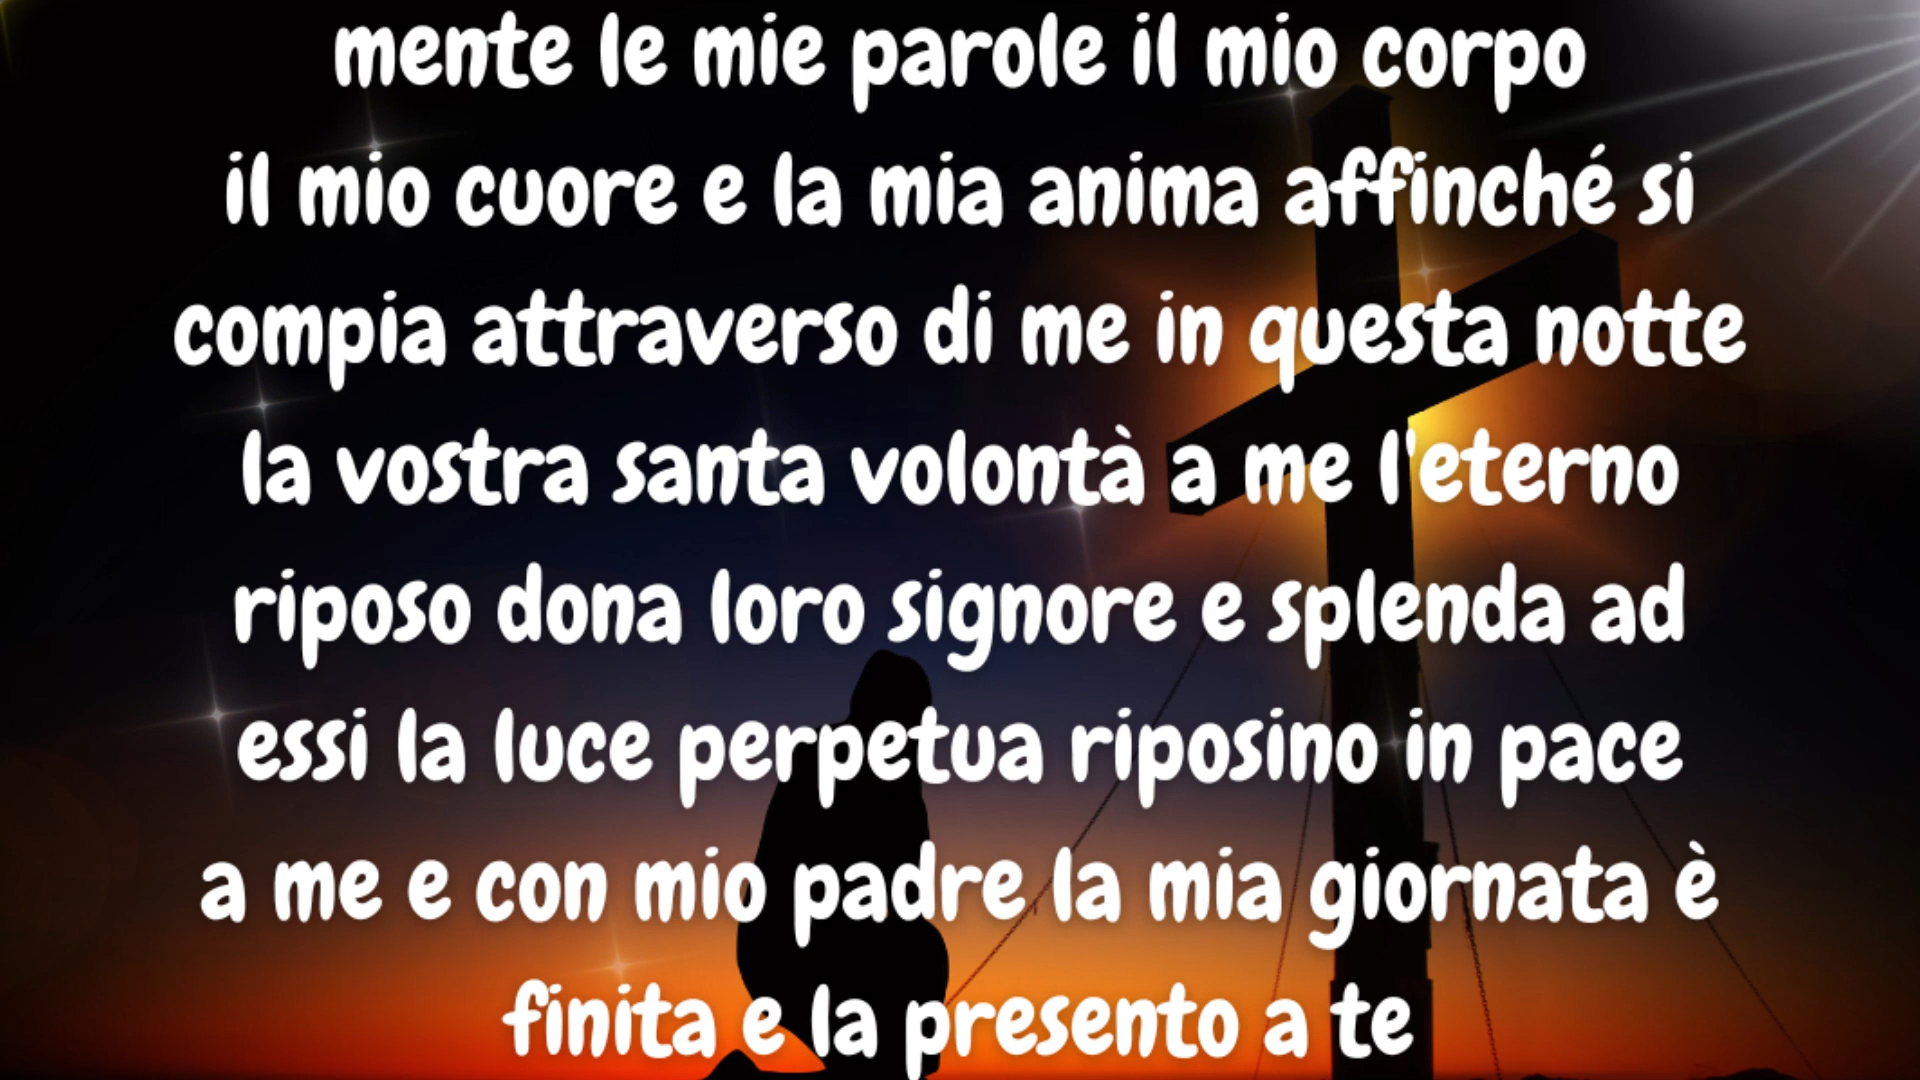 mente le mie parole il mio corpo
il mio cuore e la mia anima affinché si
compia attraverso di me in questa notte
la vostra santa volontà a me l'eterno
riposo dona loro signore e splenda ad
essi la luce perpetua riposino in pace
a me e con mio padre la mia giornata è
finita e la presento a te